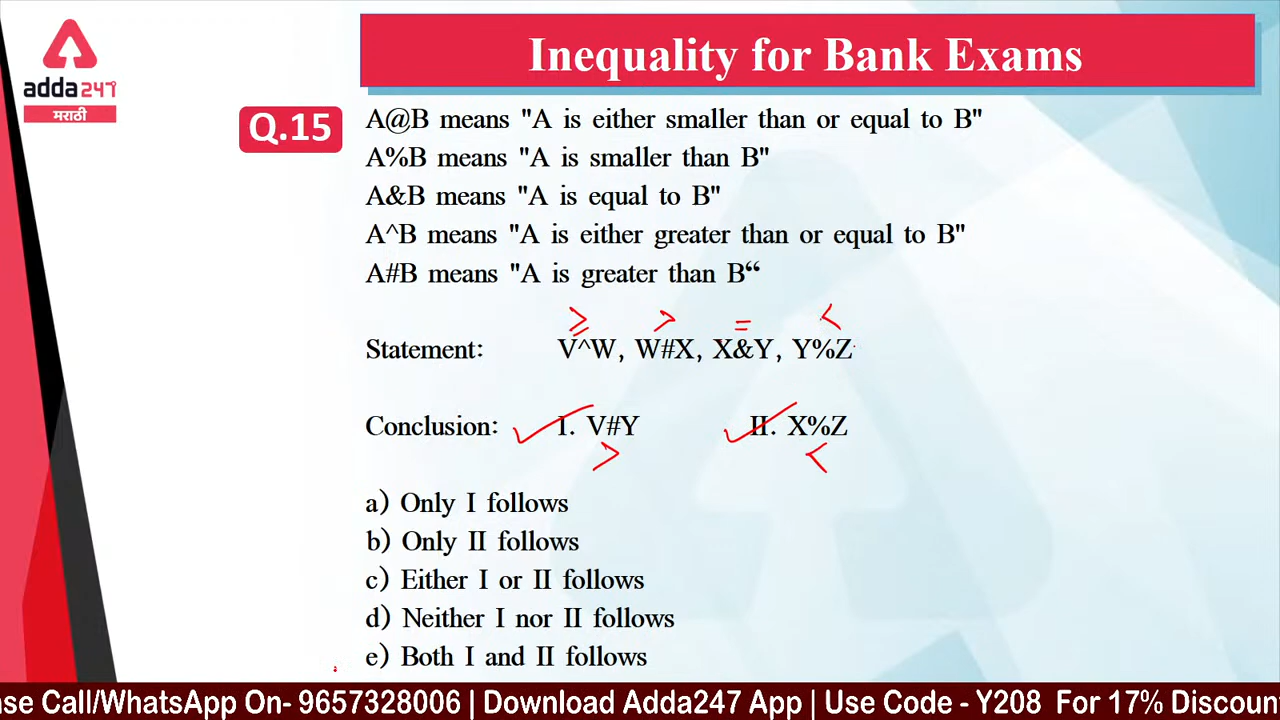 adda247
मराठी
Inequality for Bank Exams
Q.15
A@B means "A is either smaller than or equal to B"
A%B means "A is smaller than B"
A&B means "A is equal to B"
A^B means "A is either greater than or equal to B"
A#B means "A is greater than B“
≥ > = <
Statement: V^W, W#X, X&Y, Y%Z
Conclusion: I. V#Y II. X%Z
> <
a) Only I follows
b) Only II follows
c) Either I or II follows
d) Neither I nor II follows
e) Both I and II follows
Call/WhatsApp On- 9657328006 | Download Adda247 App | Use Code - Y208 For 17% Discoun